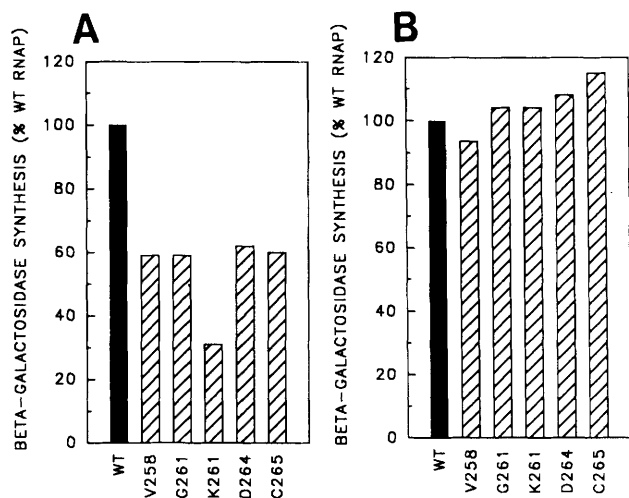 A
BETA-GALACTOSIDASE SYNTHESIS (% WT RNAP)
120
100
80
60
40
20
0
WT
V258
G261
K261
D264
C265
B
BETA-GALACTOSIDASE SYNTHESIS (% WT RNAP)
120
100
80
60
40
20
0
WT
V258
G261
K261
D264
C265